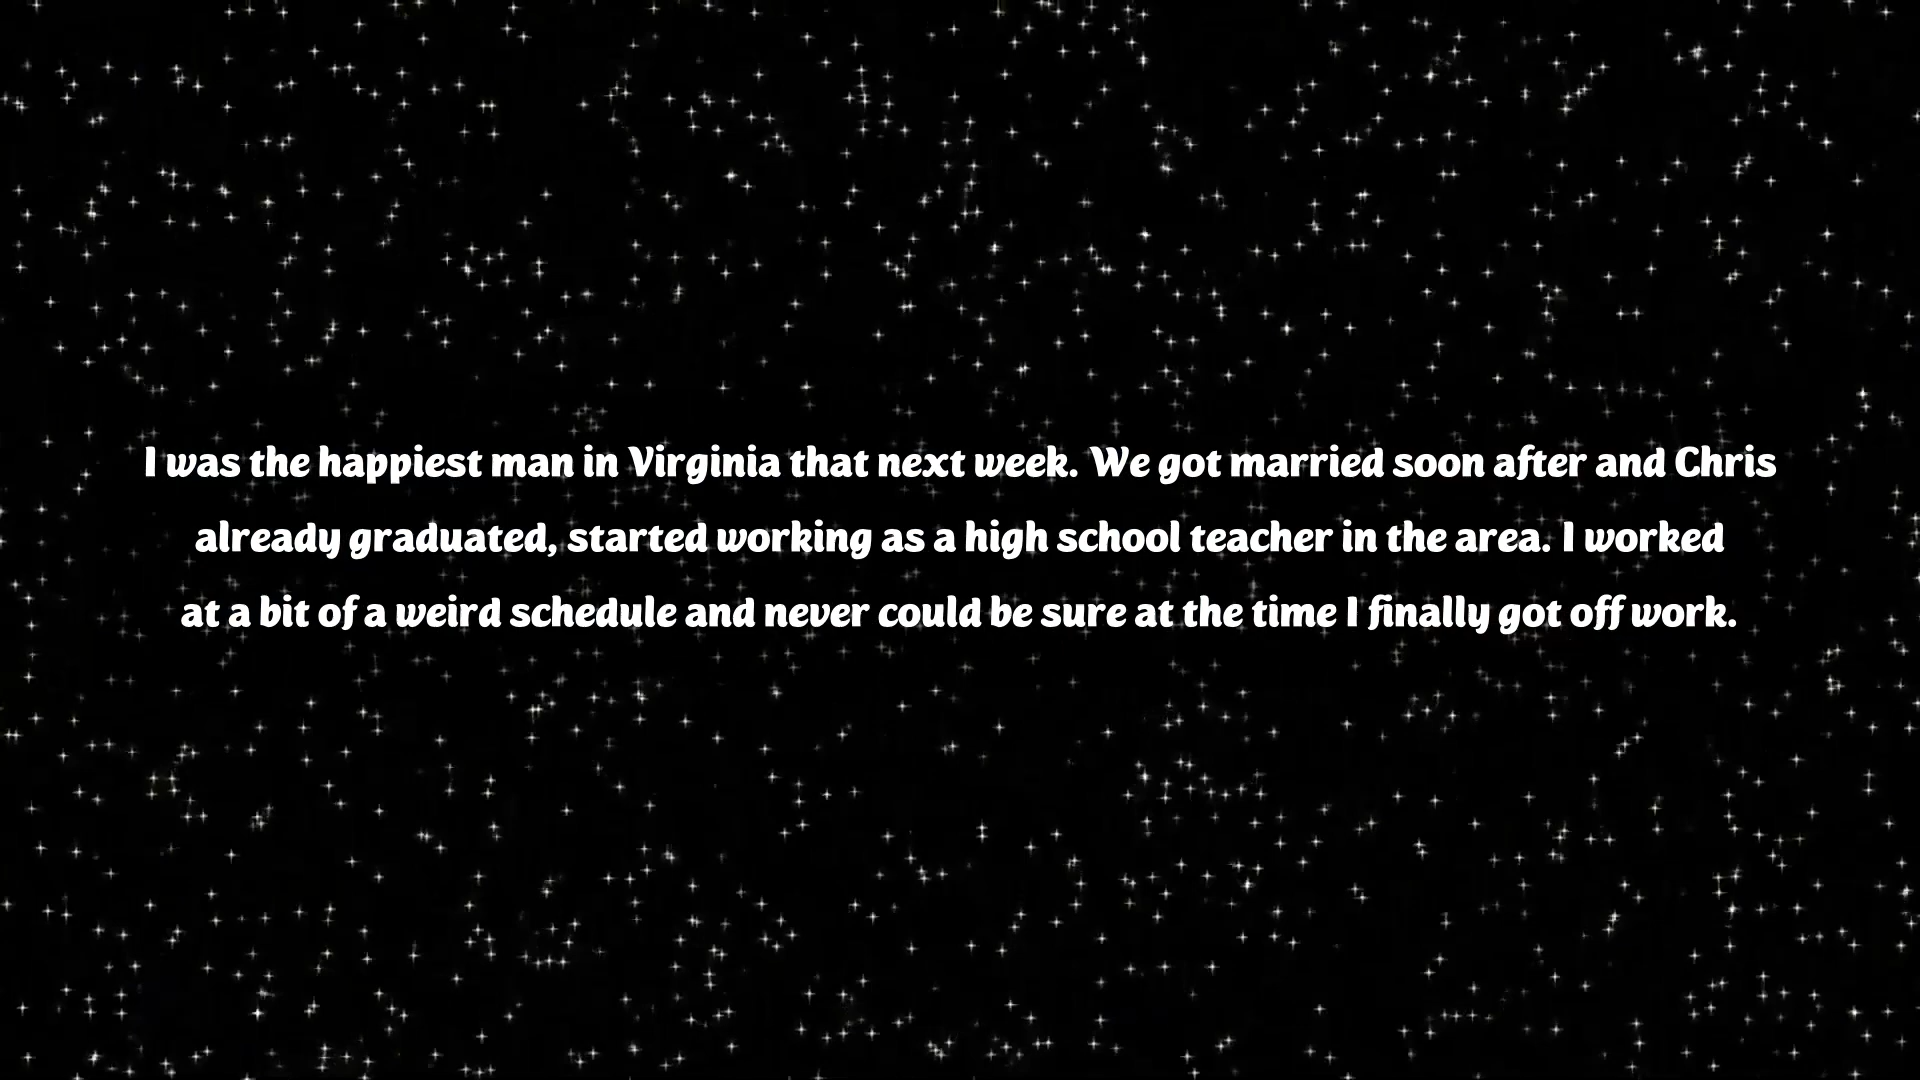 I was the happiest man in Virginia that next week. We got married soon after and Chris
already graduated, started working as a high school teacher in the area. I worked
at a bit of a weird schedule and never could be sure at the time I finally got off work.